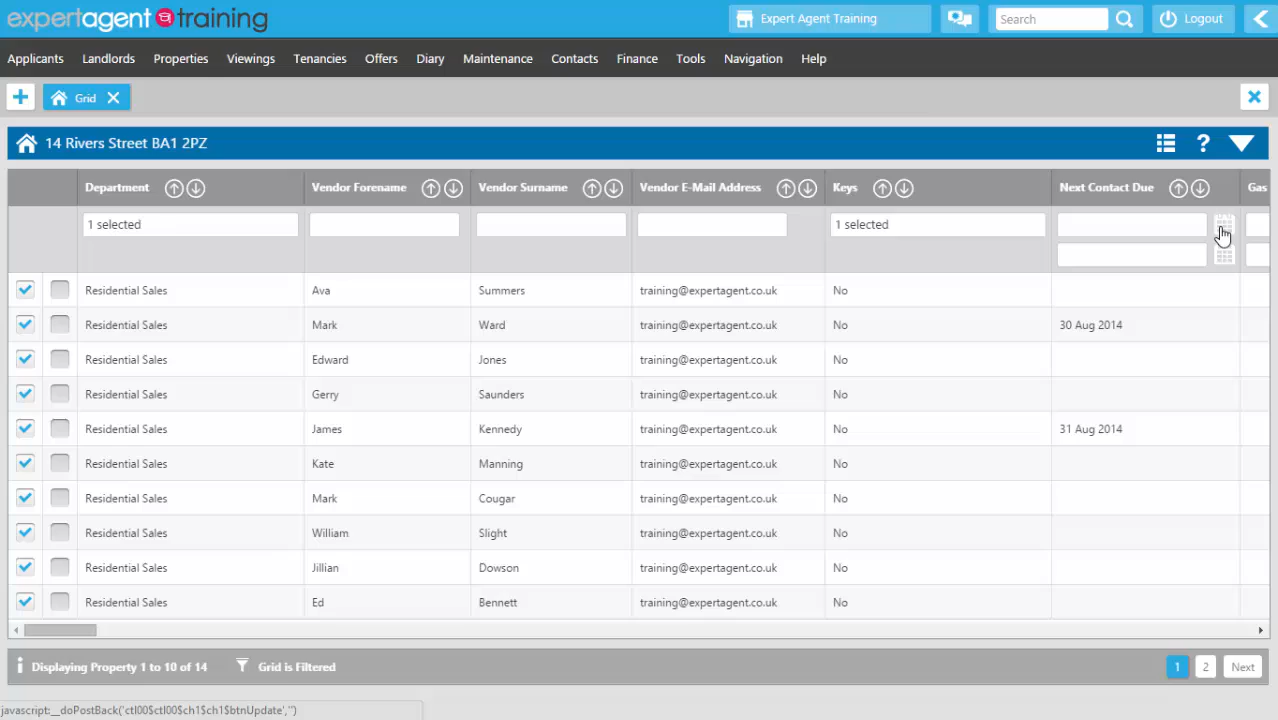 expertagent training
Expert Agent Training
Search
Logout
Applicants Landlords Properties Viewings Tenancies Offers Diary Maintenance Contacts Finance Tools Navigation Help
Grid
14 Rivers Street BA1 2PZ
?
Department Vendor Forename Vendor Surname Vendor E-Mail Address Keys Next Contact Due Gas
1 selected 1 selected
Residential Sales Ava Summers training@expertagent.co.uk No
Residential Sales Mark Ward training@expertagent.co.uk No 30 Aug 2014
Residential Sales Edward Jones training@expertagent.co.uk No
Residential Sales Gerry Saunders training@expertagent.co.uk No
Residential Sales James Kennedy training@expertagent.co.uk No 31 Aug 2014
Residential Sales Kate Manning training@expertagent.co.uk No
Residential Sales Mark Cougar training@expertagent.co.uk No
Residential Sales William Slight training@expertagent.co.uk No
Residential Sales Jillian Dowson training@expertagent.co.uk No
Residential Sales Ed Bennett training@expertagent.co.uk No
Displaying Property 1 to 10 of 14 Grid is Filtered 1 2 Next
javascript:__doPostBack('ctl00$ctl00$ch1$ch1$btnUpdate','')